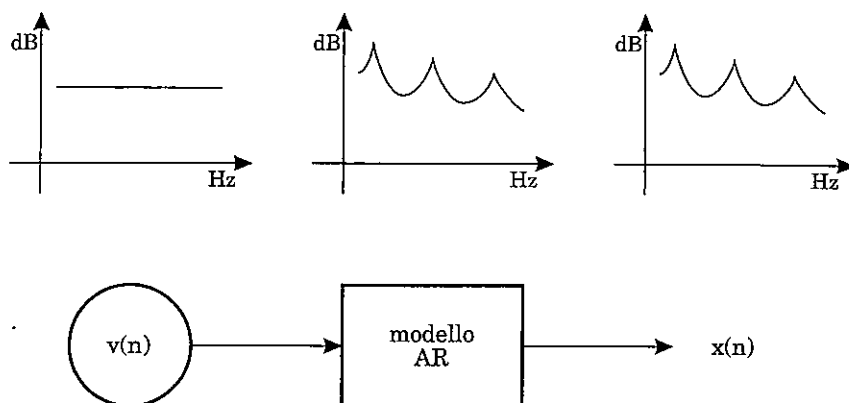 dB
Hz
dB
Hz
dB
Hz
v(n)
modello
AR
x(n)